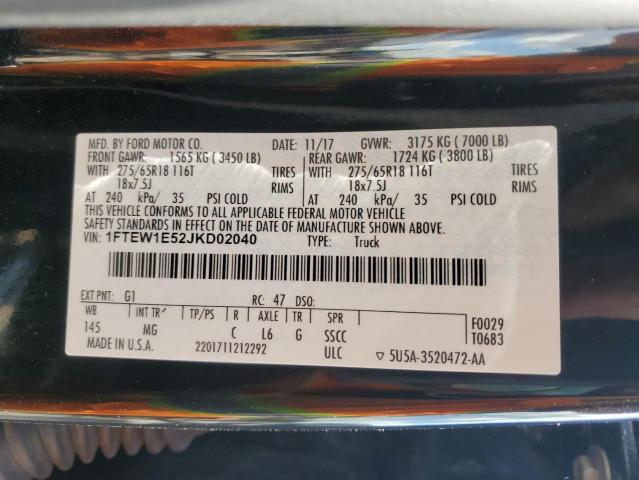 MFD. BY FORD MOTOR CO. DATE: 11/17 GVWR: 3175 KG ( 7000 LB)
FRONT GAWR: 1565 KG ( 3450 LB) REAR GAWR: 1724 KG ( 3800 LB)
WITH 275/65R18 116T TIRES WITH 275/65R18 116T TIRES
18x7.5J RIMS 18x7.5J RIMS
AT 240 kPa/ 35 PSI COLD AT 240 kPa/ 35 PSI COLD
THIS VEHICLE CONFORMS TO ALL APPLICABLE FEDERAL MOTOR VEHICLE
SAFETY STANDARDS IN EFFECT ON THE DATE OF MANUFACTURE SHOWN ABOVE.
VIN: 1FTEW1E52JKD02040 TYPE: Truck
EXT PNT: G1 RC: 47 DSO:
WB INT TR TP/PS R AXLE TR SPR F0029
145 MG C L6 G SSCC T0683
MADE IN U.S.A. 2201711212292 ULC ▽ 5U5A-3520472-AA